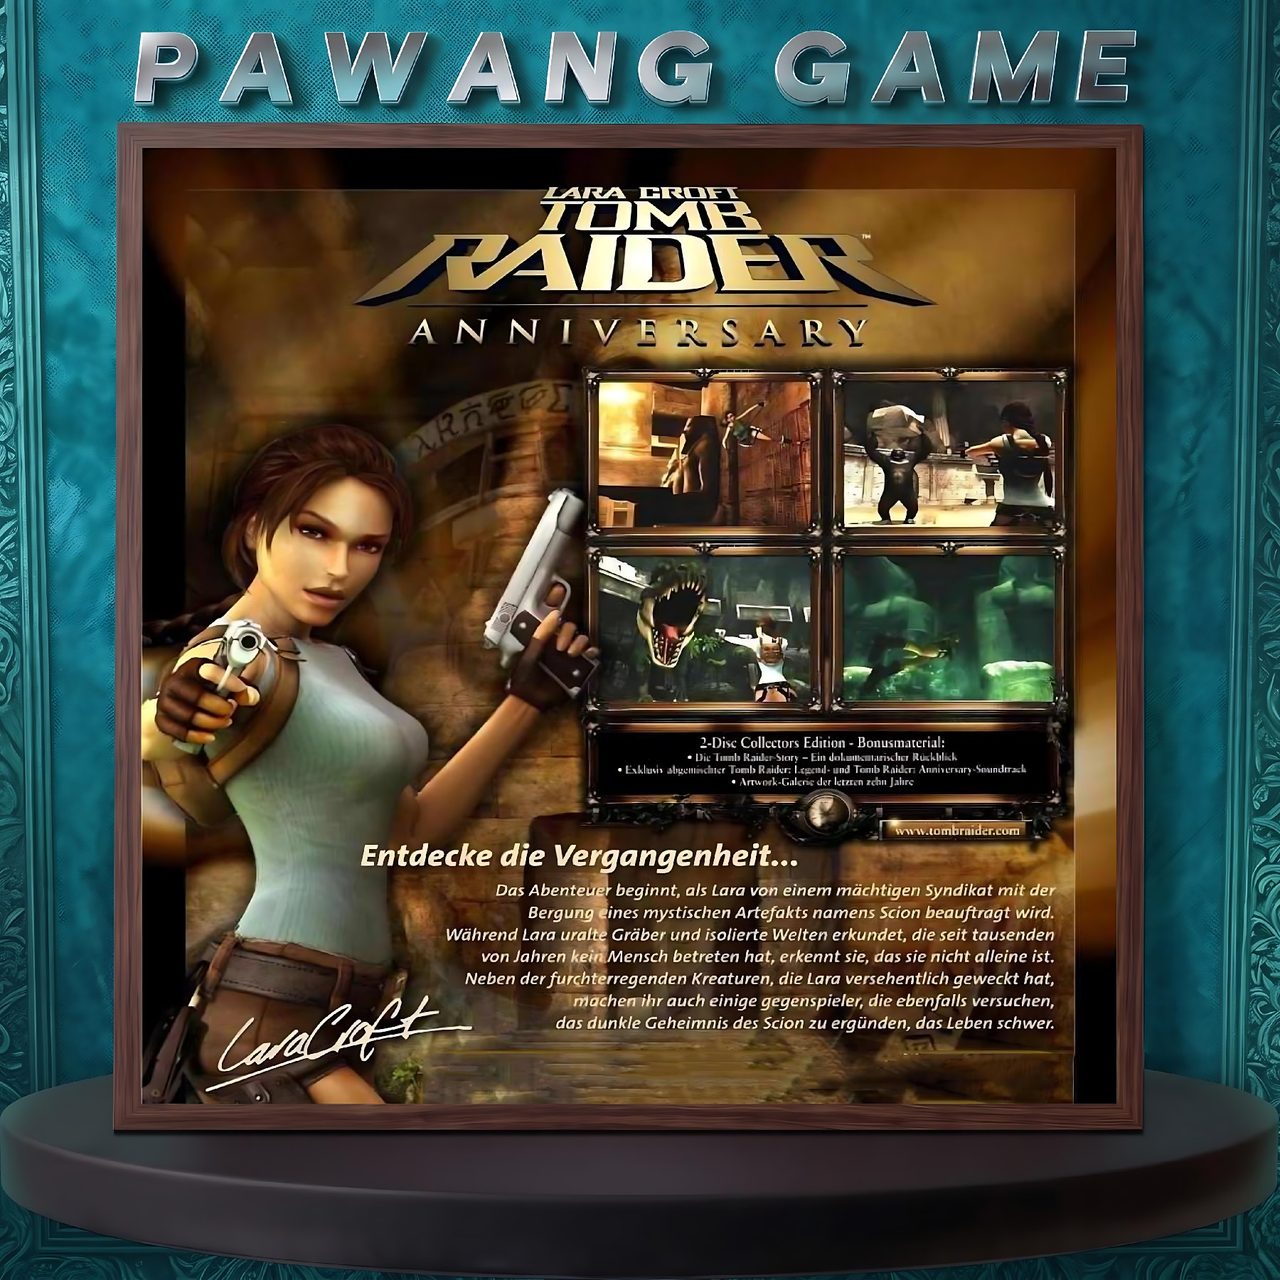 PAWANG GAME
LARA CROFT
TOMB
RAIDER™
ANNIVERSARY
2-Disc Collectors Edition - Bonusmaterial:
• Die Tomb Raider-Story – Ein dokumentarischer Rückblick
• Exklusiv abgemischter Tomb Raider: Legend- und Tomb Raider: Anniversary-Soundtrack
• Artwork-Galerie der letzten zehn Jahre
www.tombraider.com
Entdecke die Vergangenheit...
Das Abenteuer beginnt, als Lara von einem mächtigen Syndikat mit der
Bergung eines mystischen Artefakts namens Scion beauftragt wird.
Während Lara uralte Gräber und isolierte Welten erkundet, die seit tausenden
von Jahren kein Mensch betreten hat, erkennt sie, das sie nicht alleine ist.
Neben der furchterregenden Kreaturen, die Lara versehentlich geweckt hat,
machen ihr auch einige gegenspieler, die ebenfalls versuchen,
das dunkle Geheimnis des Scion zu ergünden, das Leben schwer.
Lara Croft